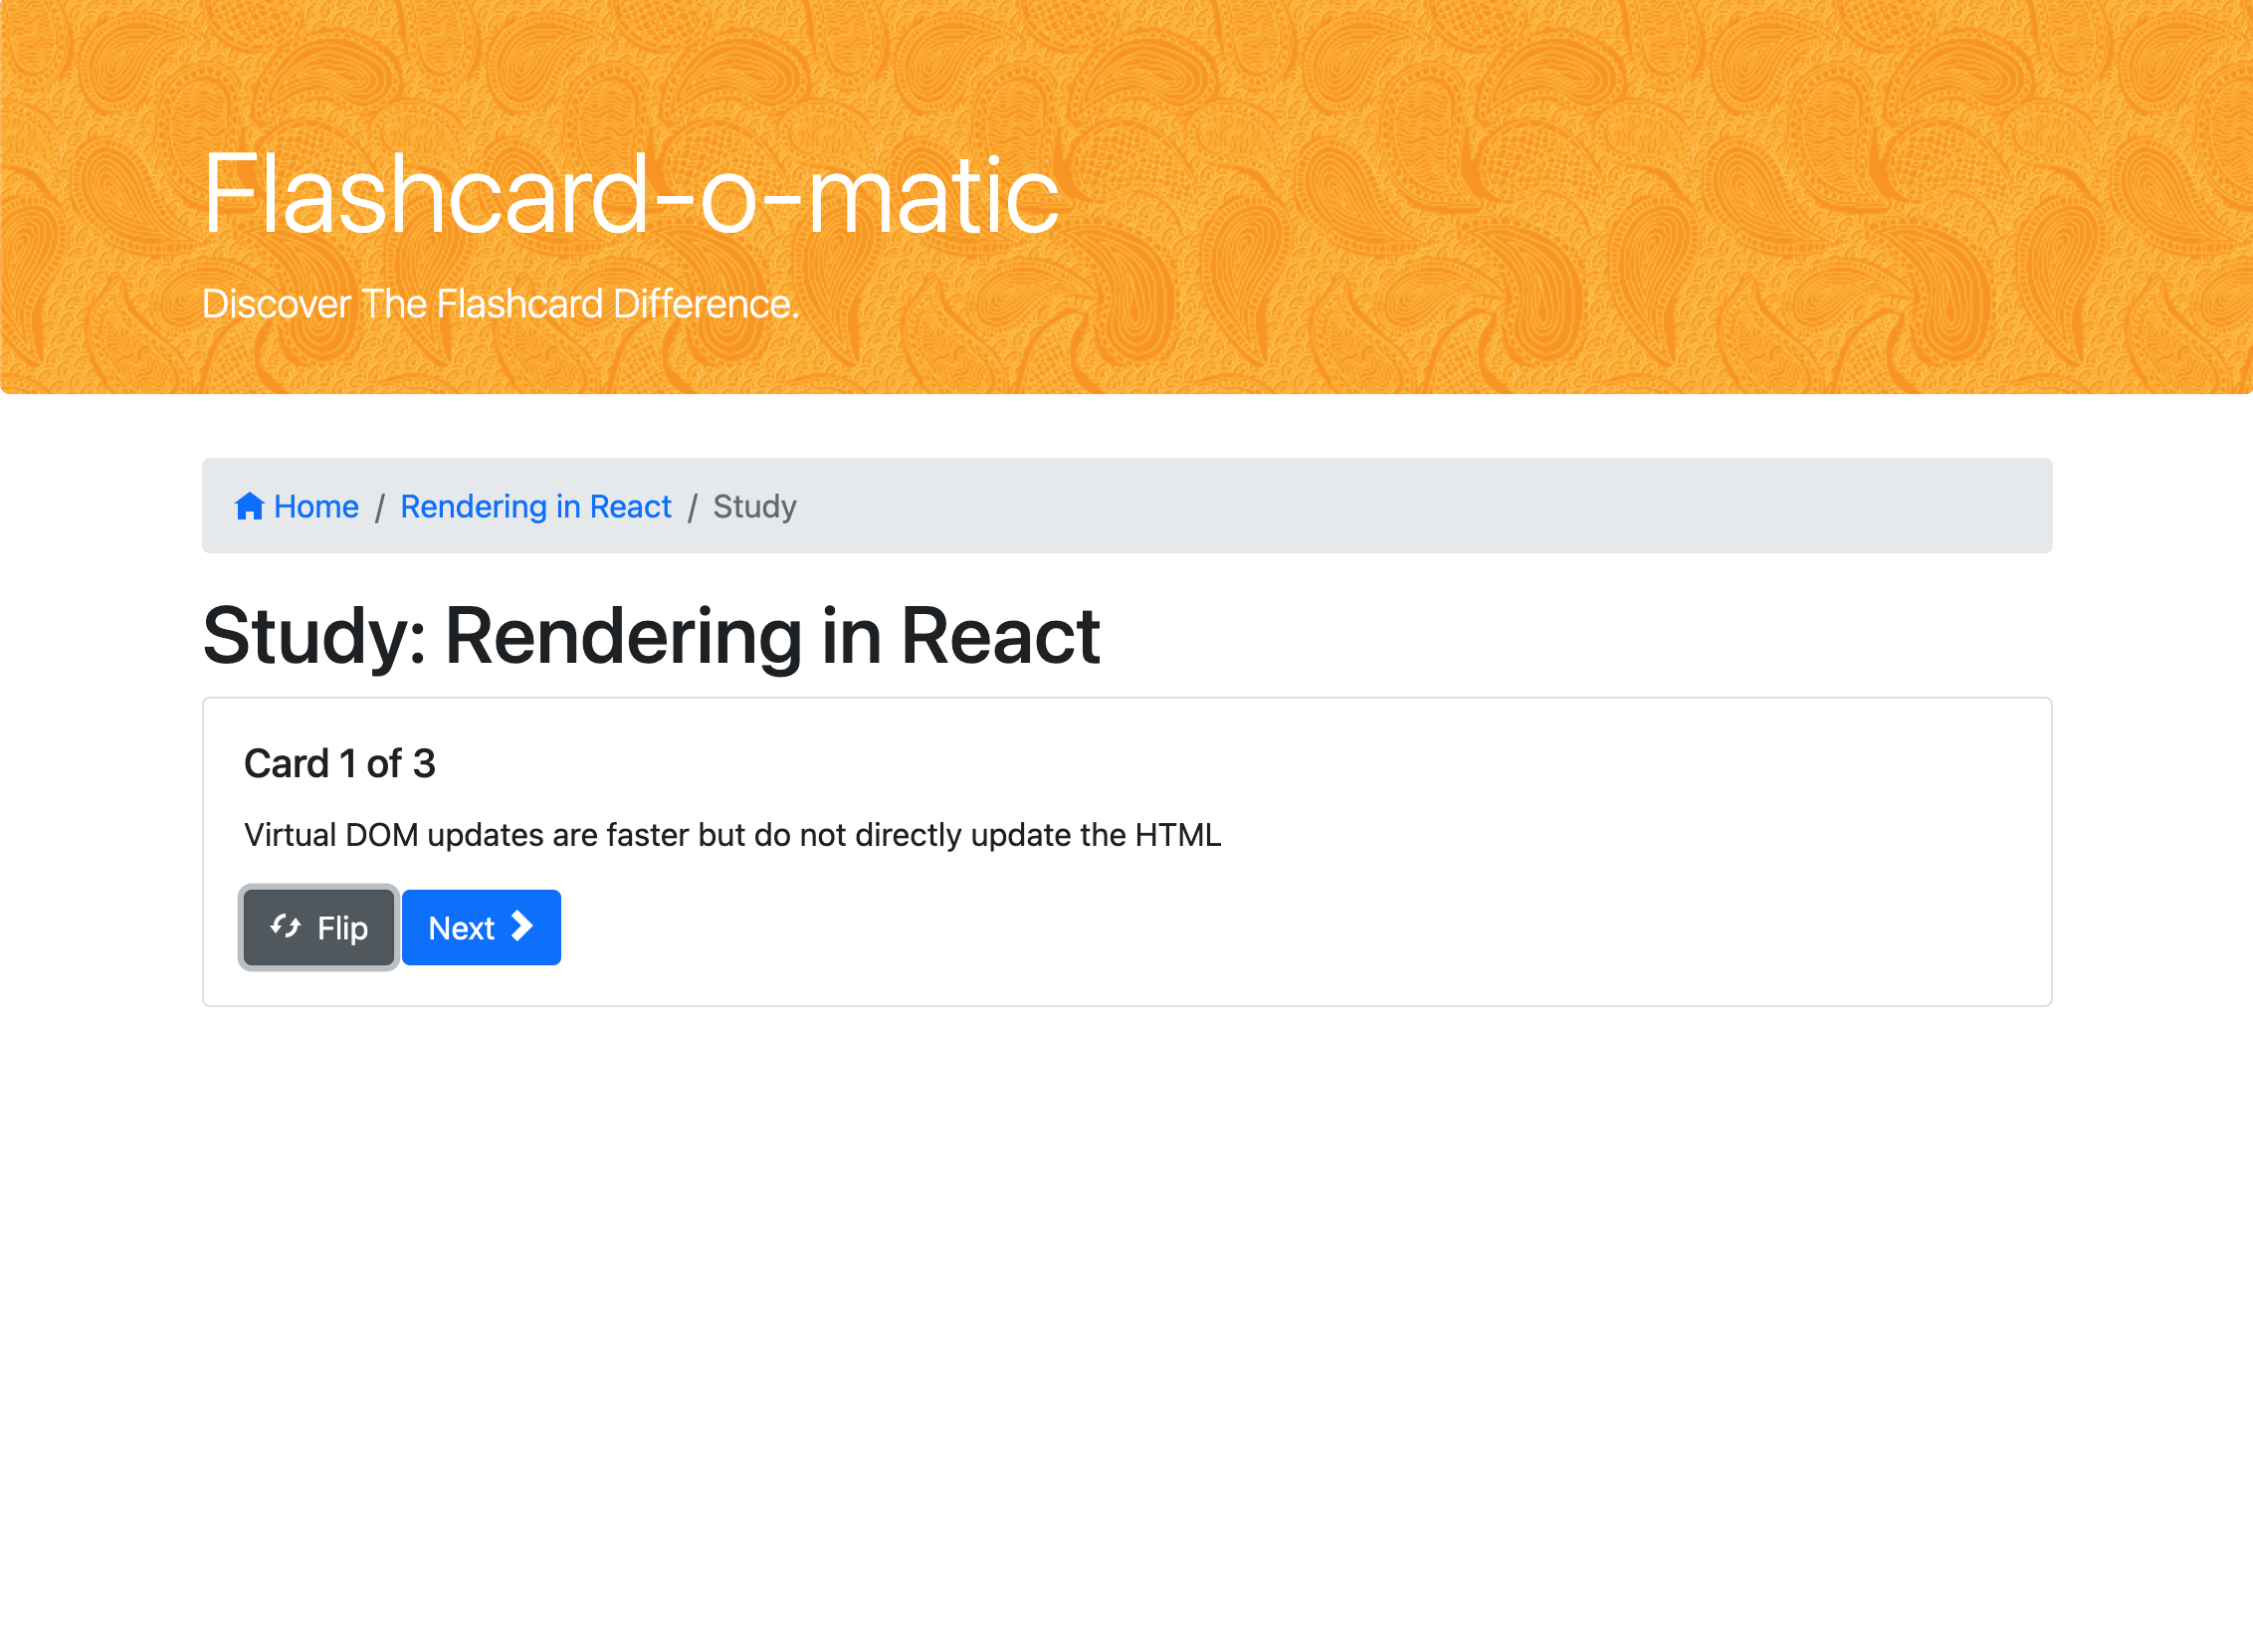 Flashcard-o-matic
Discover The Flashcard Difference.
Home / Rendering in React / Study
Study: Rendering in React
Card 1 of 3
Virtual DOM updates are faster but do not directly update the HTML
Flip Next